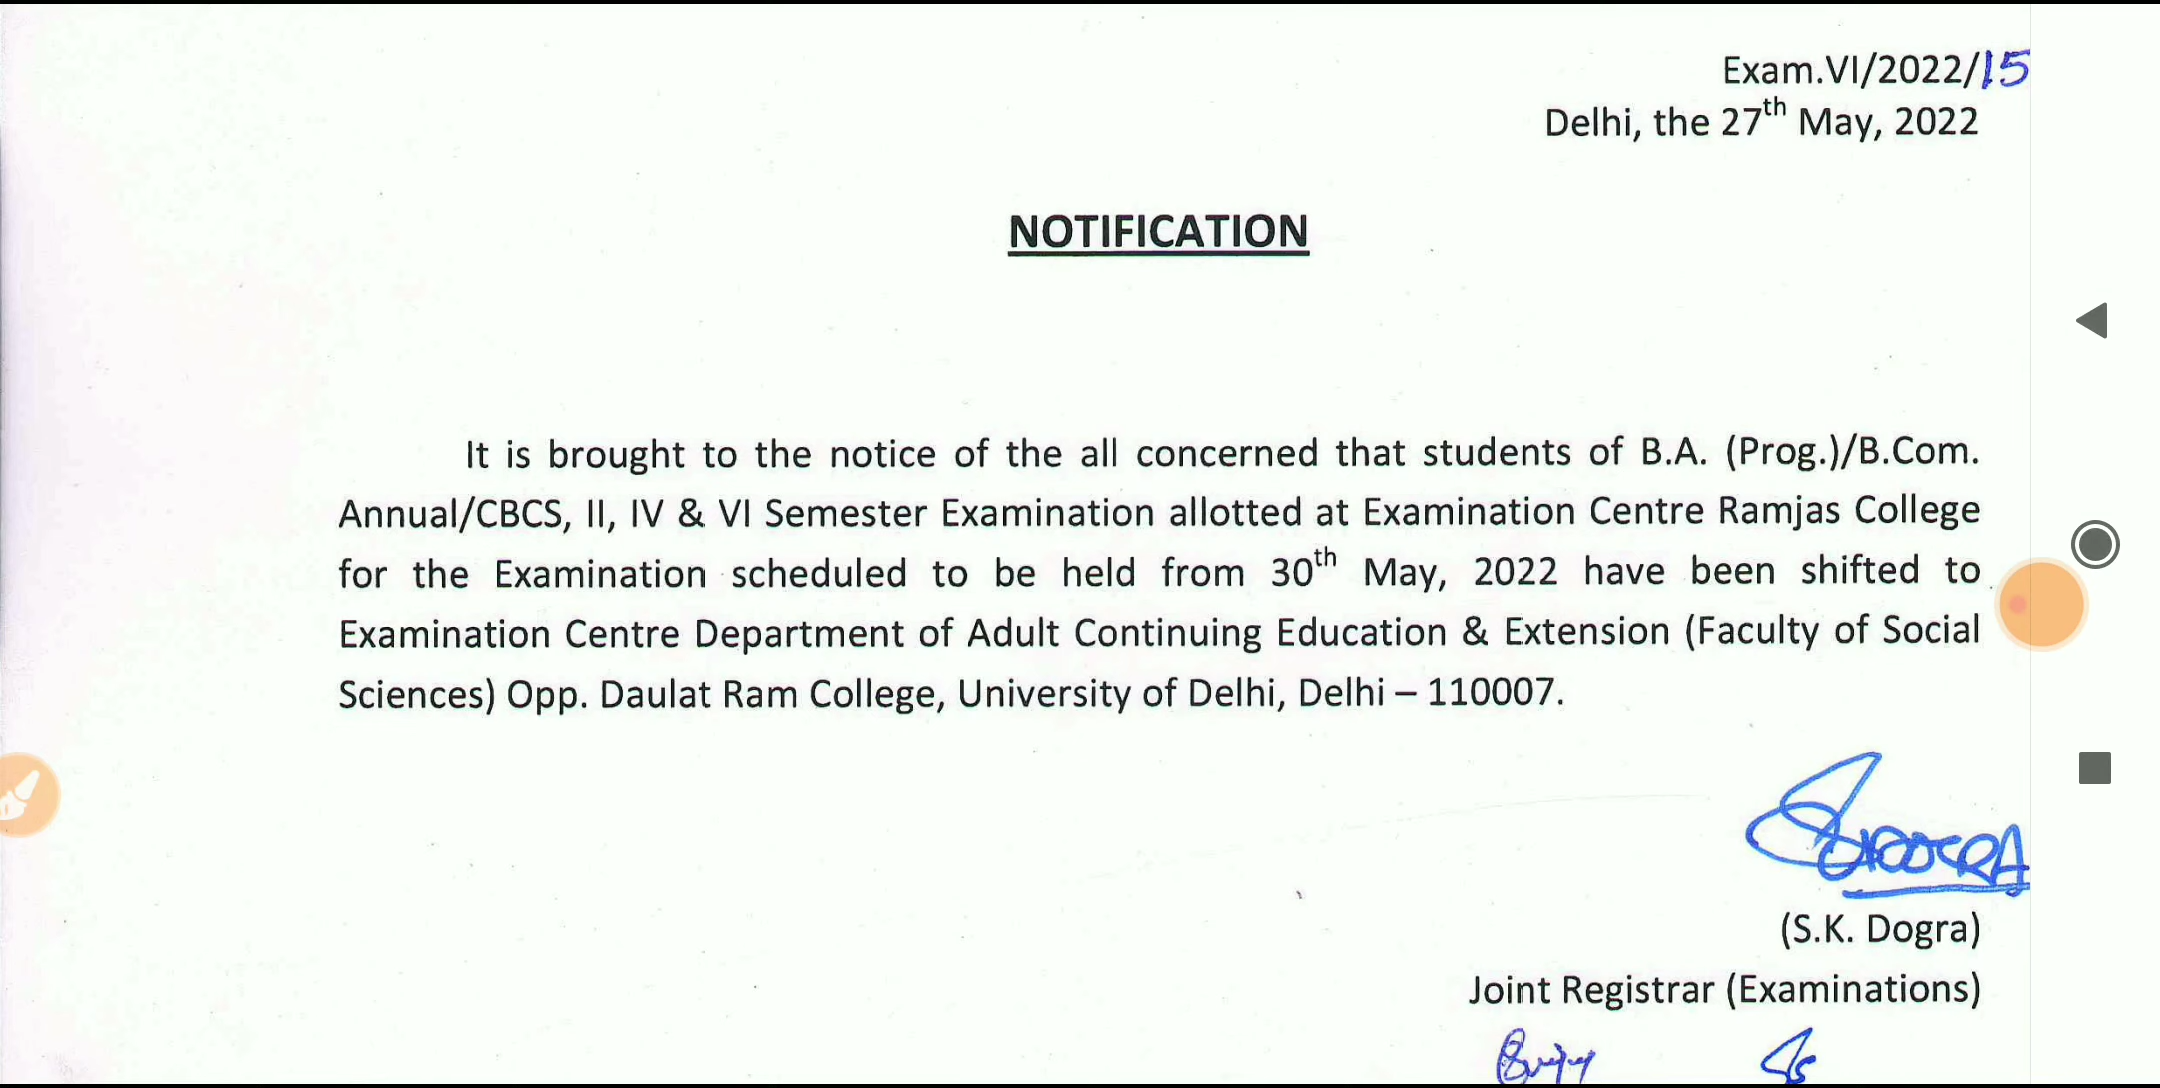 Exam.VI/2022/15
Delhi, the 27th May, 2022
NOTIFICATION
It is brought to the notice of the all concerned that students of B.A. (Prog.)/B.Com.
Annual/CBCS, II, IV & VI Semester Examination allotted at Examination Centre Ramjas College
for the Examination scheduled to be held from 30th May, 2022 have been shifted to
Examination Centre Department of Adult Continuing Education & Extension (Faculty of Social
Sciences) Opp. Daulat Ram College, University of Delhi, Delhi – 110007.
(S.K. Dogra)
Joint Registrar (Examinations)